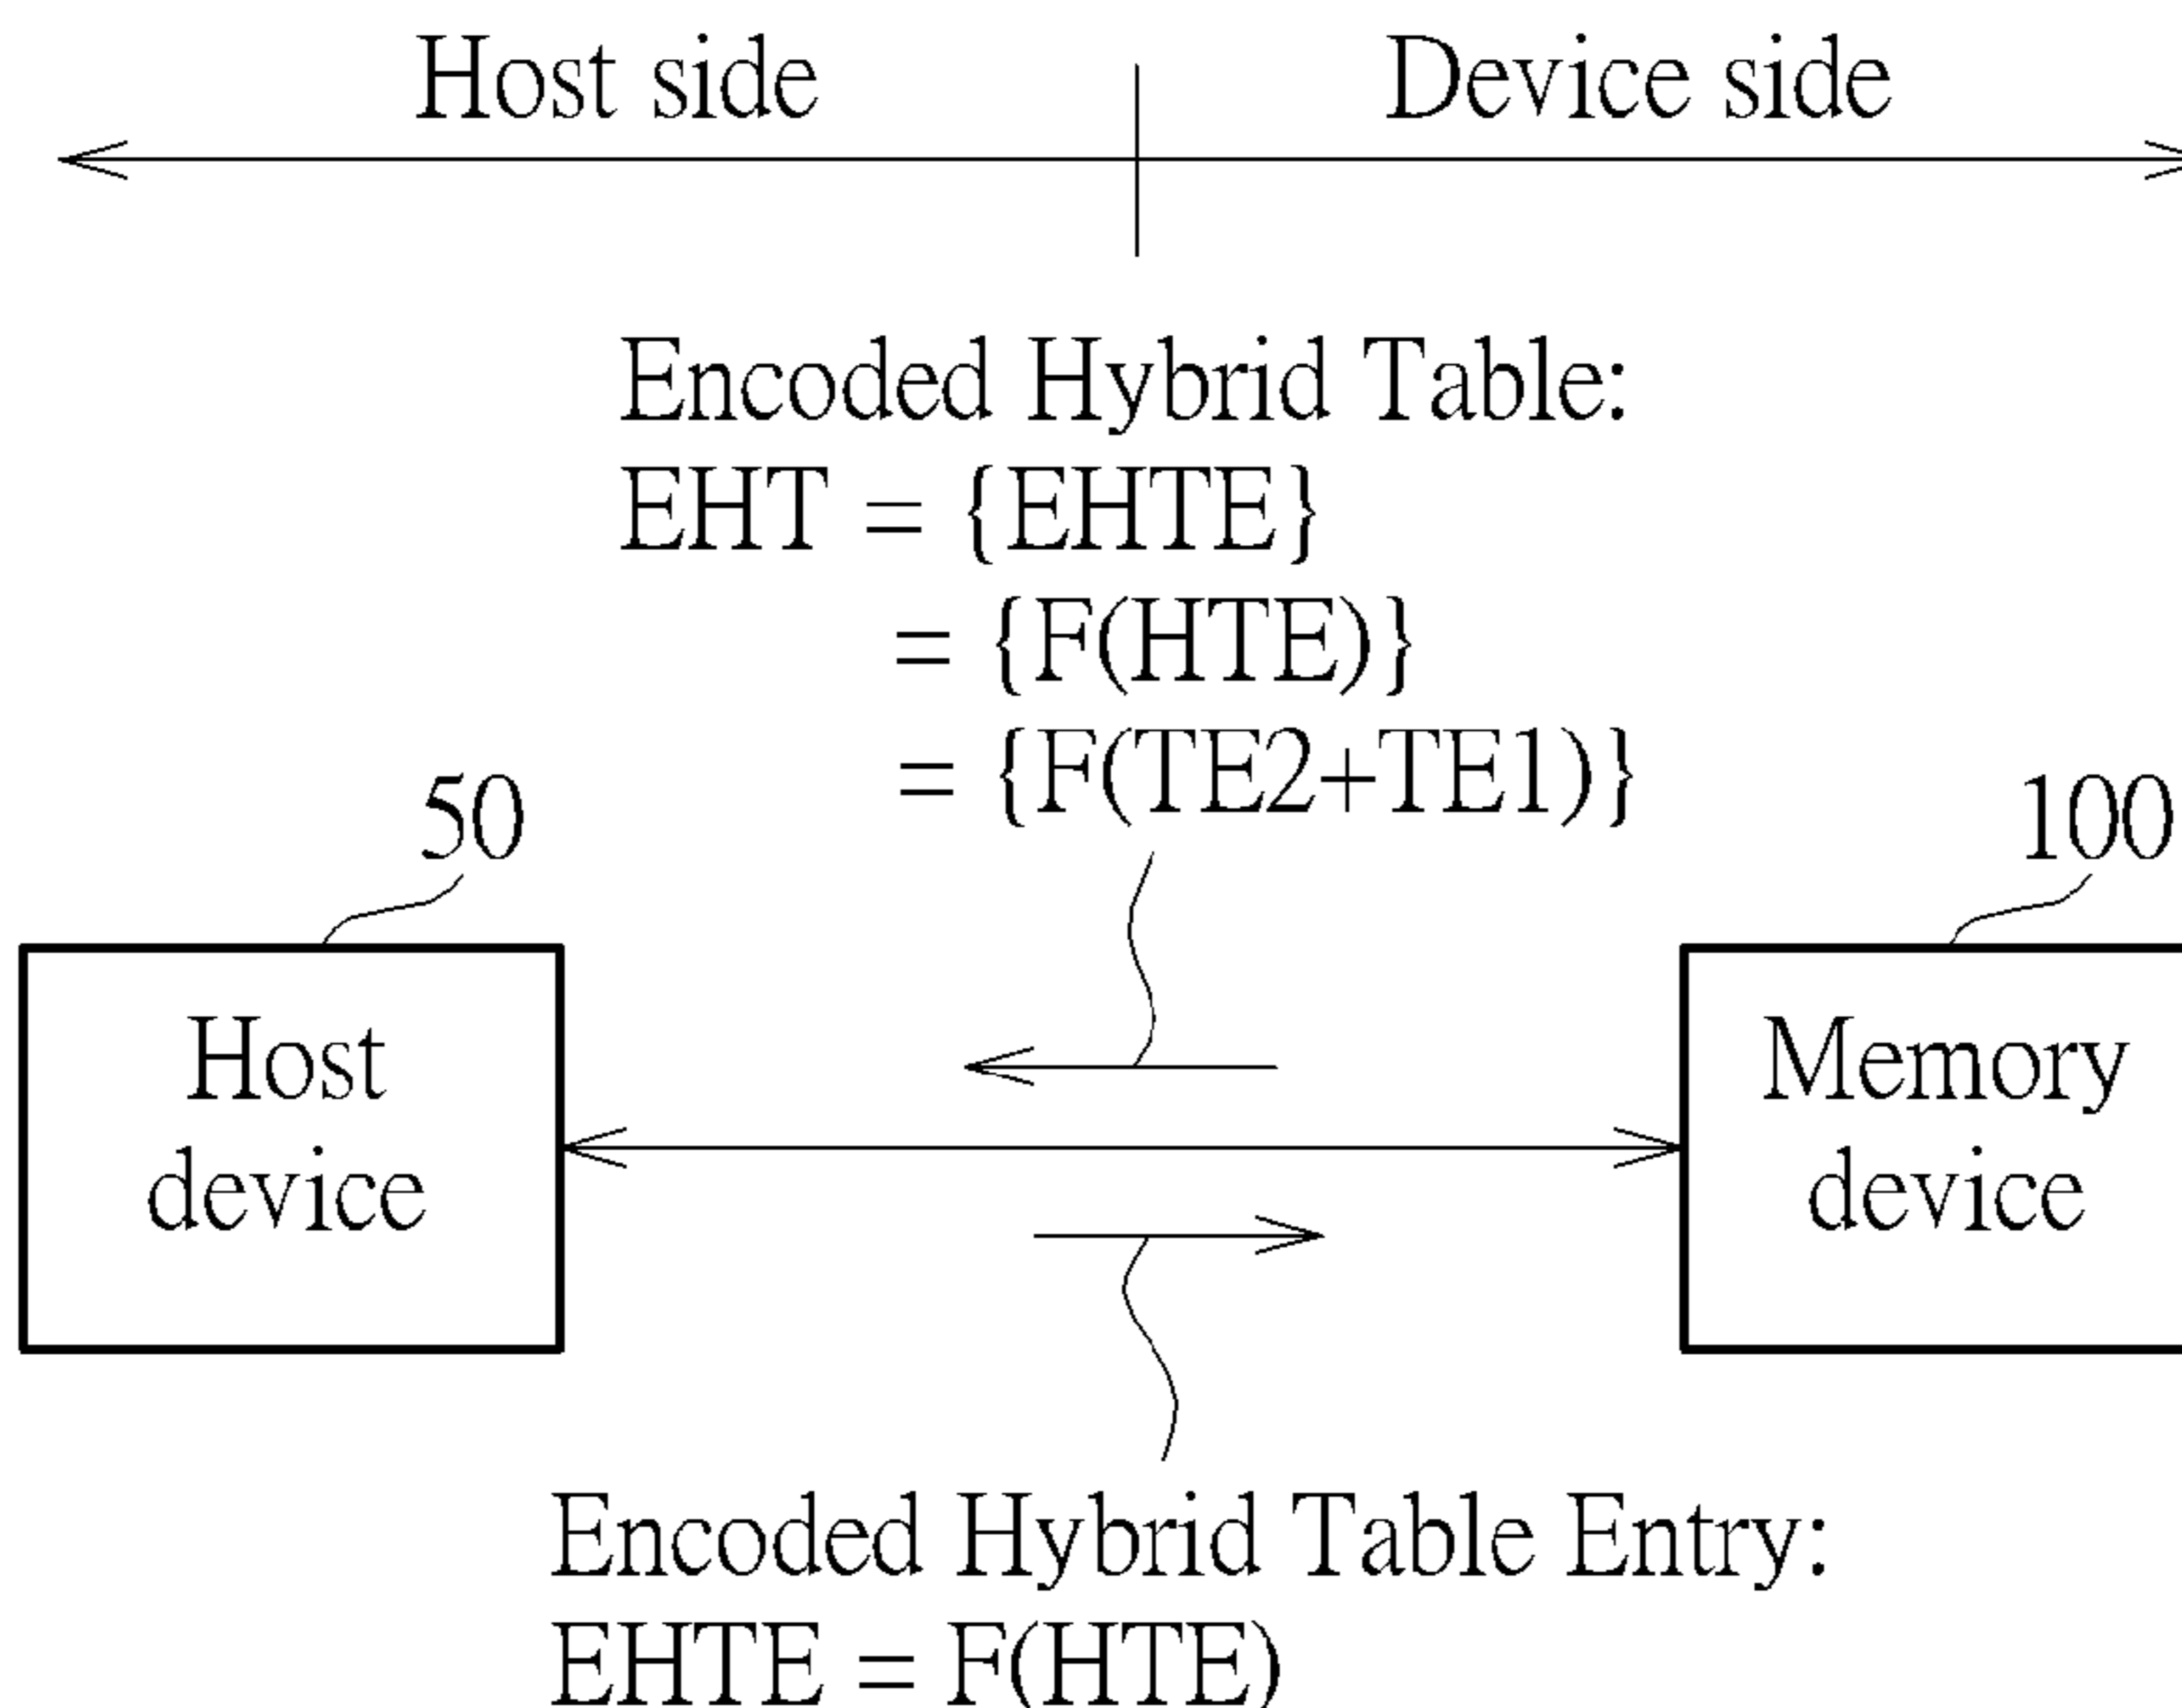 Host side
Device side
Encoded Hybrid Table:
EHT = {EHTE}
= {F(HTE)}
= {F(TE2+TE1)}
50
100
Host
device
Memory
device
Encoded Hybrid Table Entry:
EHTE = F(HTE)